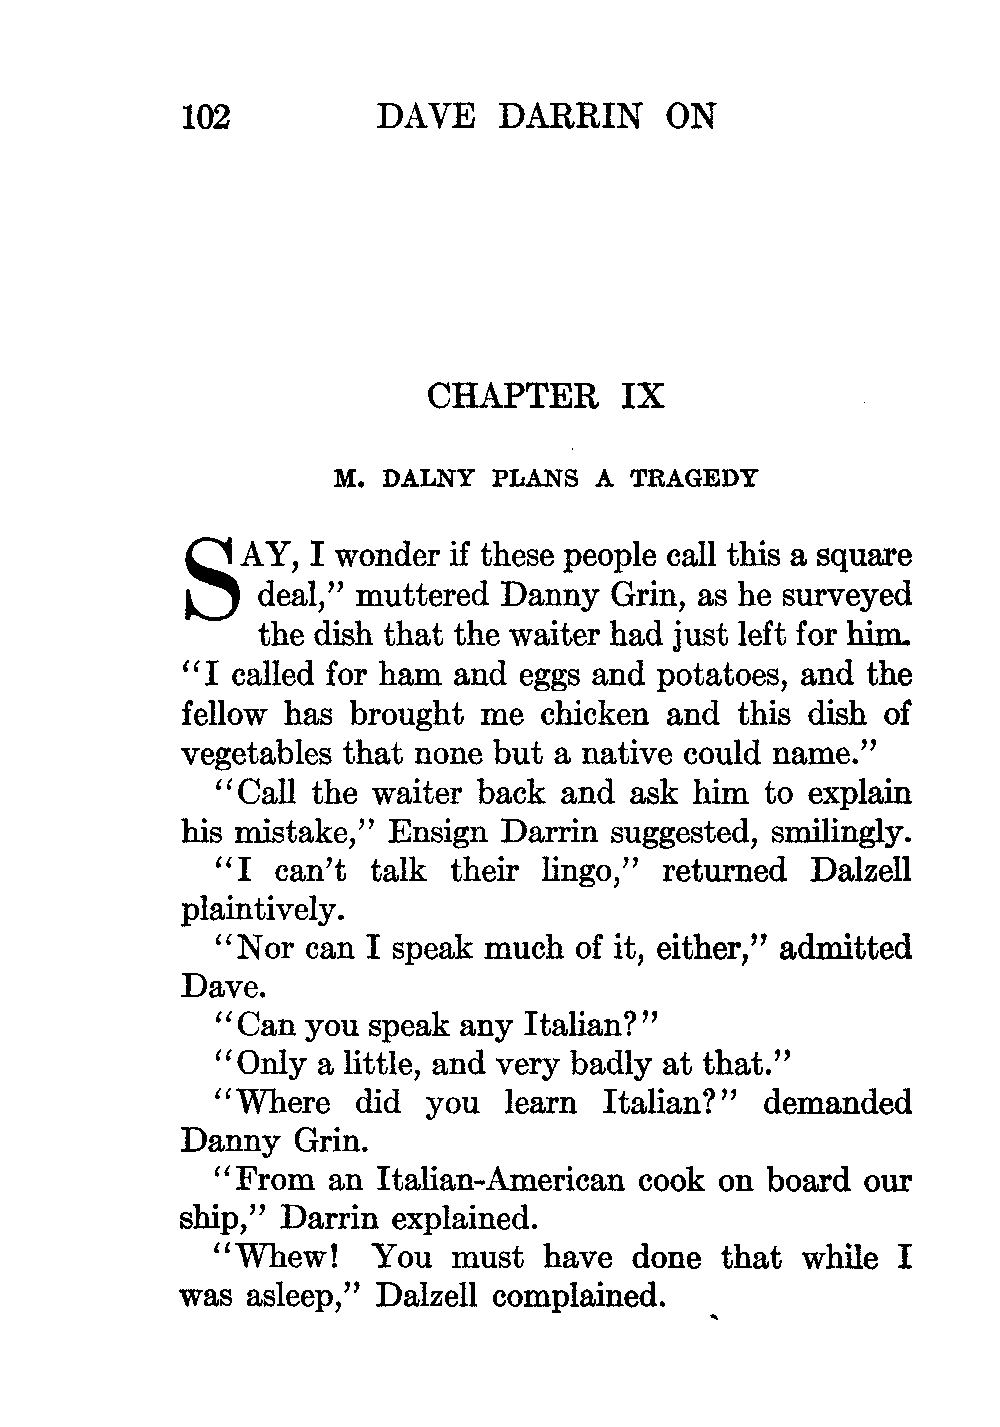 102 DAVE DARRIN ON
CHAPTER IX
M. DALNY PLANS A TRAGEDY
SAY, I wonder if these people call this a square
deal,” muttered Danny Grin, as he surveyed
the dish that the waiter had just left for him.
“I called for ham and eggs and potatoes, and the
fellow has brought me chicken and this dish of
vegetables that none but a native could name.”
“Call the waiter back and ask him to explain
his mistake,” Ensign Darrin suggested, smilingly.
“I can’t talk their lingo,” returned Dalzell
plaintively.
“Nor can I speak much of it, either,” admitted
Dave.
“Can you speak any Italian?”
“Only a little, and very badly at that.”
“Where did you learn Italian?” demanded
Danny Grin.
“From an Italian-American cook on board our
ship,” Darrin explained.
“Whew! You must have done that while I
was asleep,” Dalzell complained.